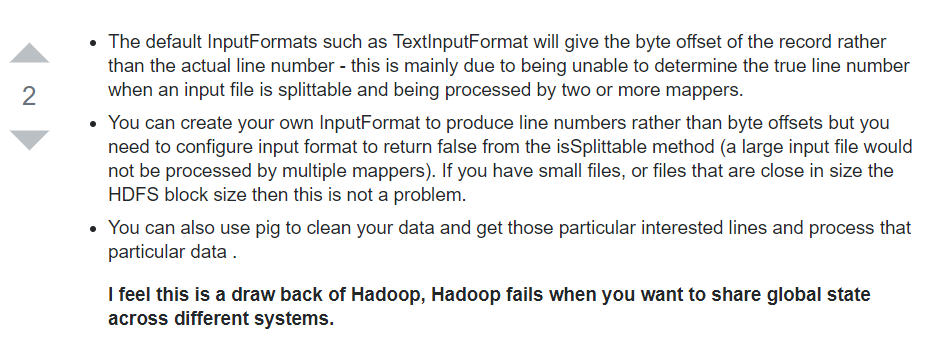 • The default InputFormats such as TextInputFormat will give the byte offset of the record rather
than the actual line number - this is mainly due to being unable to determine the true line number
when an input file is splittable and being processed by two or more mappers.
2
• You can create your own InputFormat to produce line numbers rather than byte offsets but you
need to configure input format to return false from the isSplittable method (a large input file would
not be processed by multiple mappers). If you have small files, or files that are close in size the
HDFS block size then this is not a problem.
• You can also use pig to clean your data and get those particular interested lines and process that
particular data .
I feel this is a draw back of Hadoop, Hadoop fails when you want to share global state
across different systems.